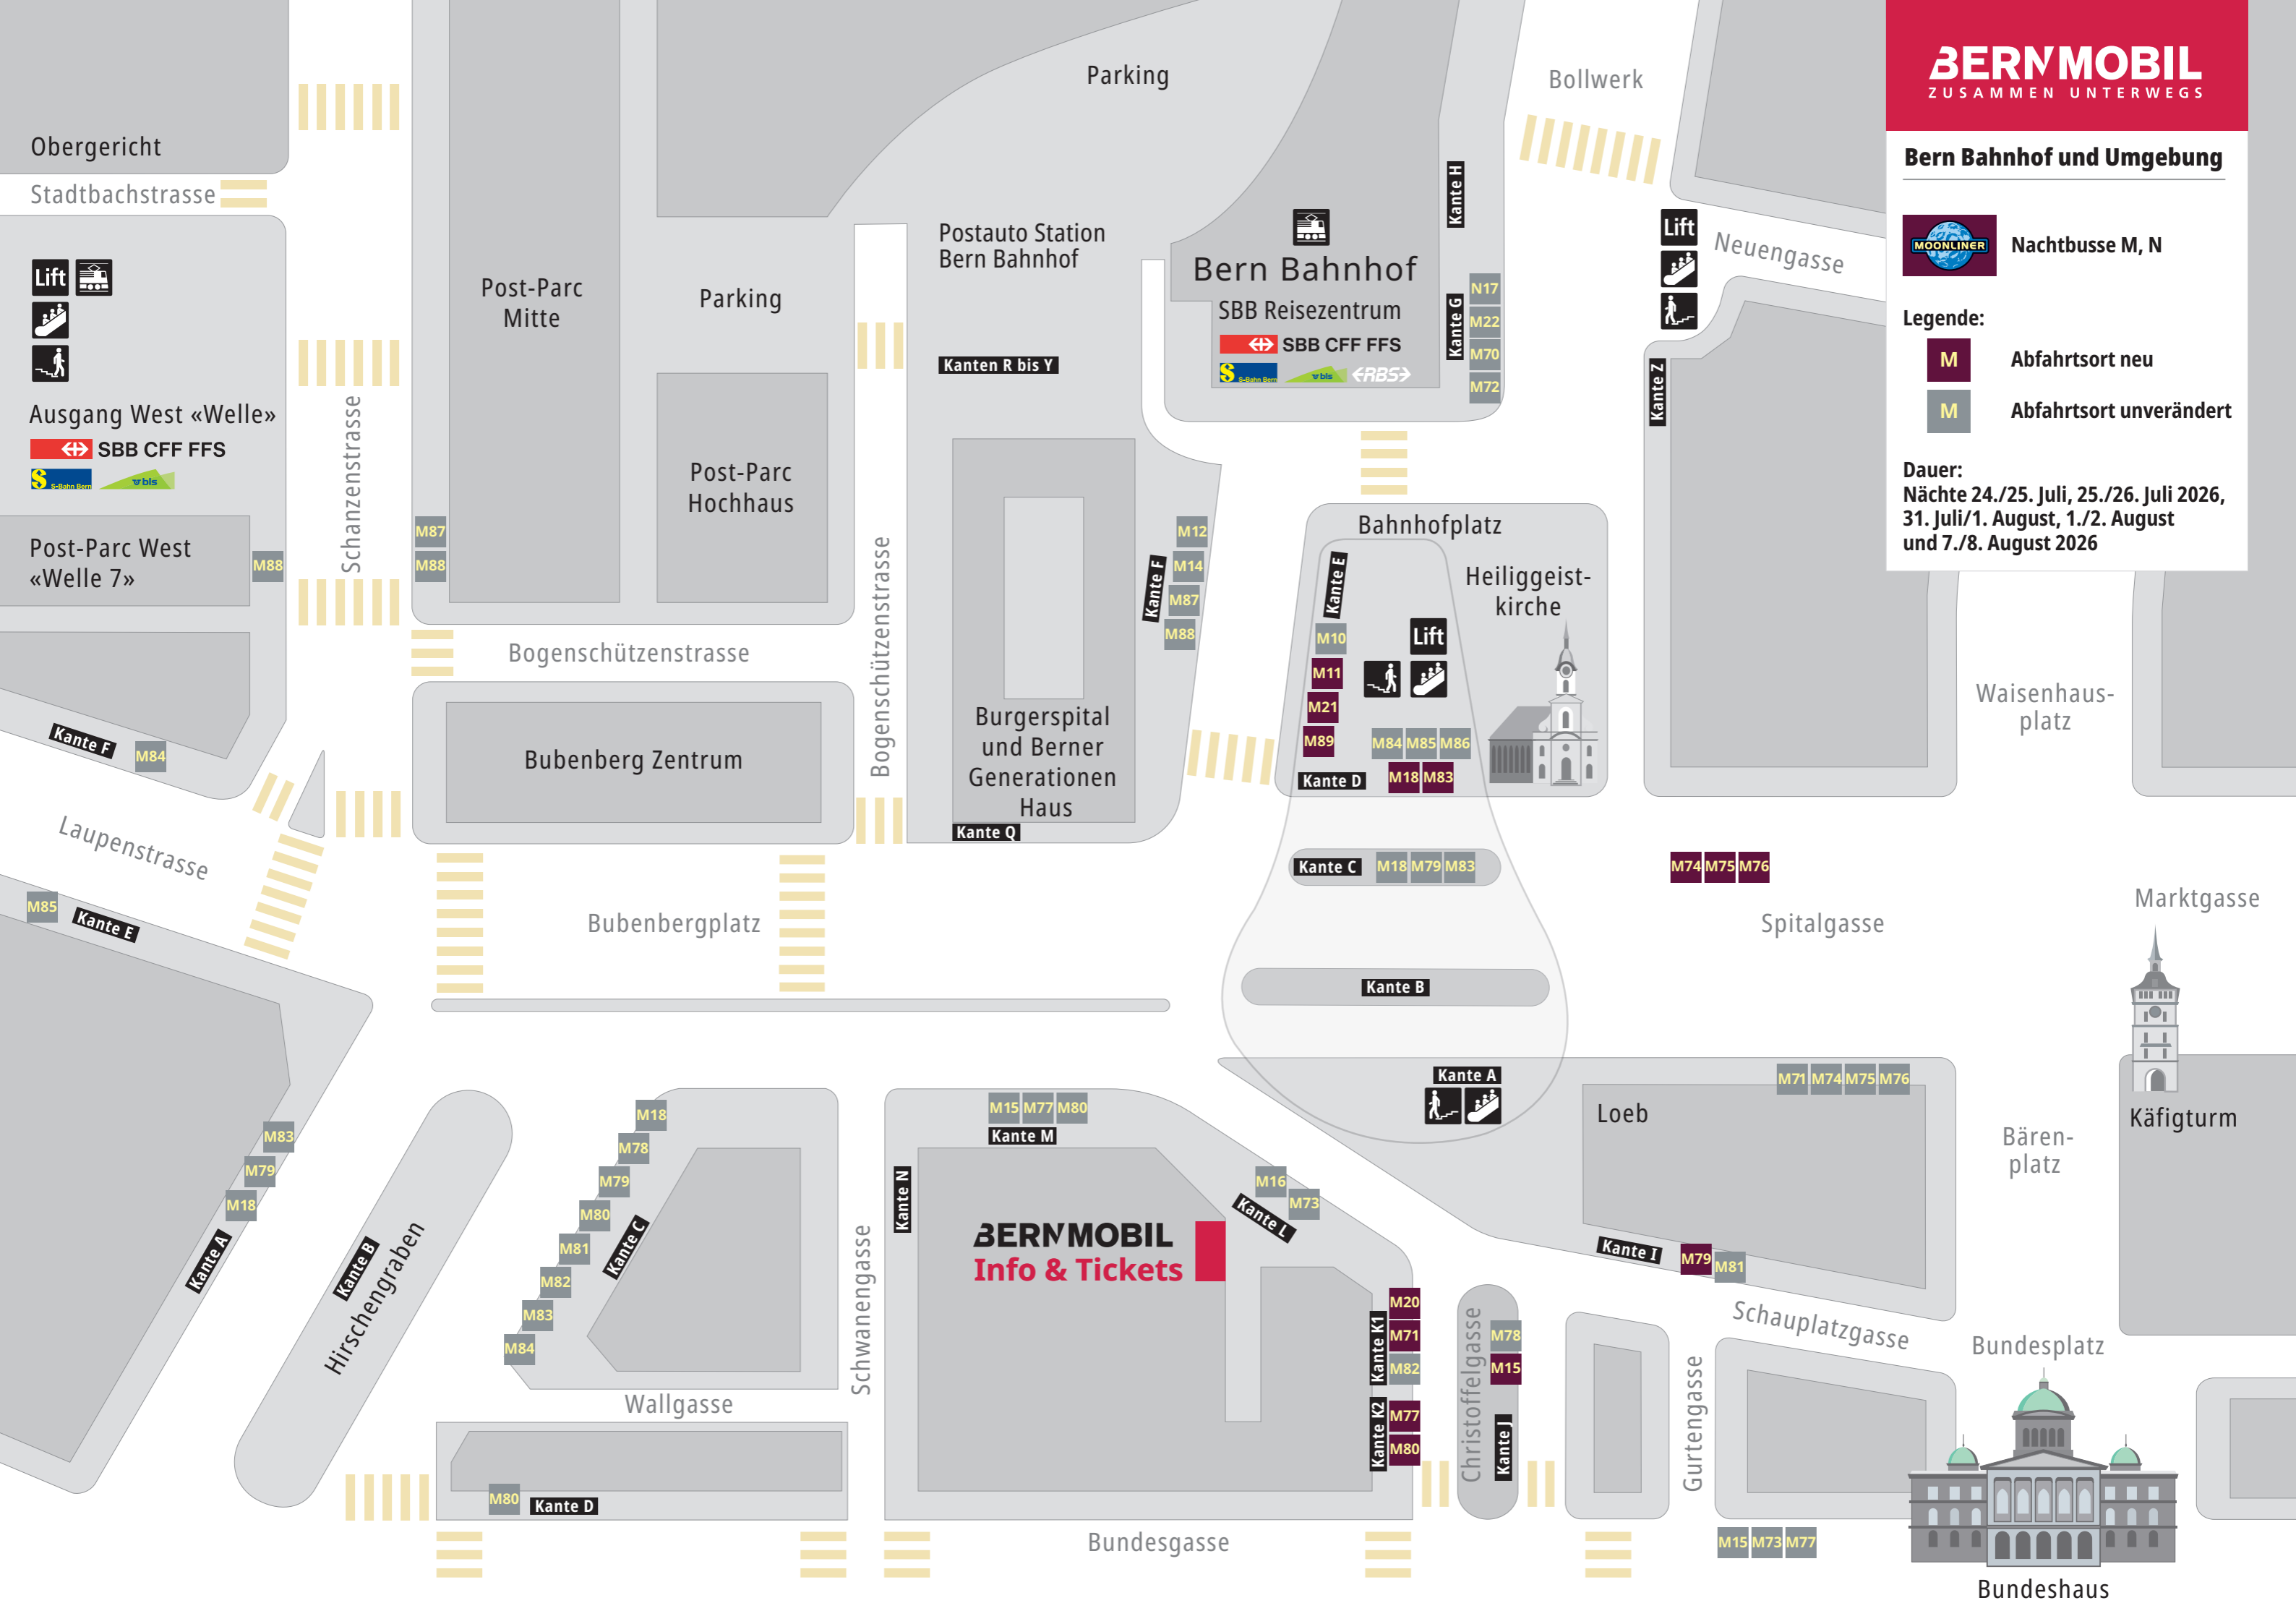 BERNMOBIL
ZUSAMMEN UNTERWEGS
Bern Bahnhof und Umgebung
MOONLINER
Nachtbusse M, N
Legende:
M
Abfahrtsort neu
M
Abfahrtsort unverändert
Dauer:
Nächte 24./25. Juli, 25./26. Juli 2026,
31. Juli/1. August, 1./2. August
und 7./8. August 2026
Obergericht
Stadtbachstrasse
Lift
Ausgang West «Welle»
SBB CFF FFS
S-Bahn Bern
bls
Post-Parc West
«Welle 7»
M88
Schanzenstrasse
M87
M88
Post-Parc
Mitte
Parking
Post-Parc
Hochhaus
Bogenschützenstrasse
Bogenschützenstrasse
Bubenberg Zentrum
Parking
Postauto Station
Bern Bahnhof
Kanten R bis Y
Bern Bahnhof
SBB Reisezentrum
SBB CFF FFS
S-Bahn Bern
bls
RBS
Kante H
Kante G
N17
M22
M70
M72
Bollwerk
Lift
Neuengasse
Kante Z
Burgerspital
und Berner
Generationen
Haus
Kante Q
Kante F
M12
M14
M87
M88
Bahnhofplatz
Kante E
Heiliggeist-
kirche
Lift
M10
M11
M21
M89
M84 M85 M86
M18 M83
Kante D
Kante C
M18 M79 M83
Kante B
Kante A
M74 M75 M76
Spitalgasse
Waisenhaus-
platz
Marktgasse
Käfigturm
Bären-
platz
Kante F
M84
Laupenstrasse
M85
Kante E
Bubenbergplatz
M83
M79
M18
Kante A
Kante B
Hirschengraben
M18
M78
M79
M80
M81
M82
M83
M84
Kante C
Wallgasse
M80
Kante D
Schwanengasse
Kante N
M15 M77 M80
Kante M
BERNMOBIL
Info & Tickets
M16
M73
Kante L
M20
M71
M82
Kante K1
M77
M80
Kante K2
Christoffelgasse
M78
M15
Kante J
Loeb
M71 M74 M75 M76
Kante I
M79
M81
Schauplatzgasse
Gurtengasse
Bundesplatz
Bundesgasse
M15 M73 M77
Bundeshaus